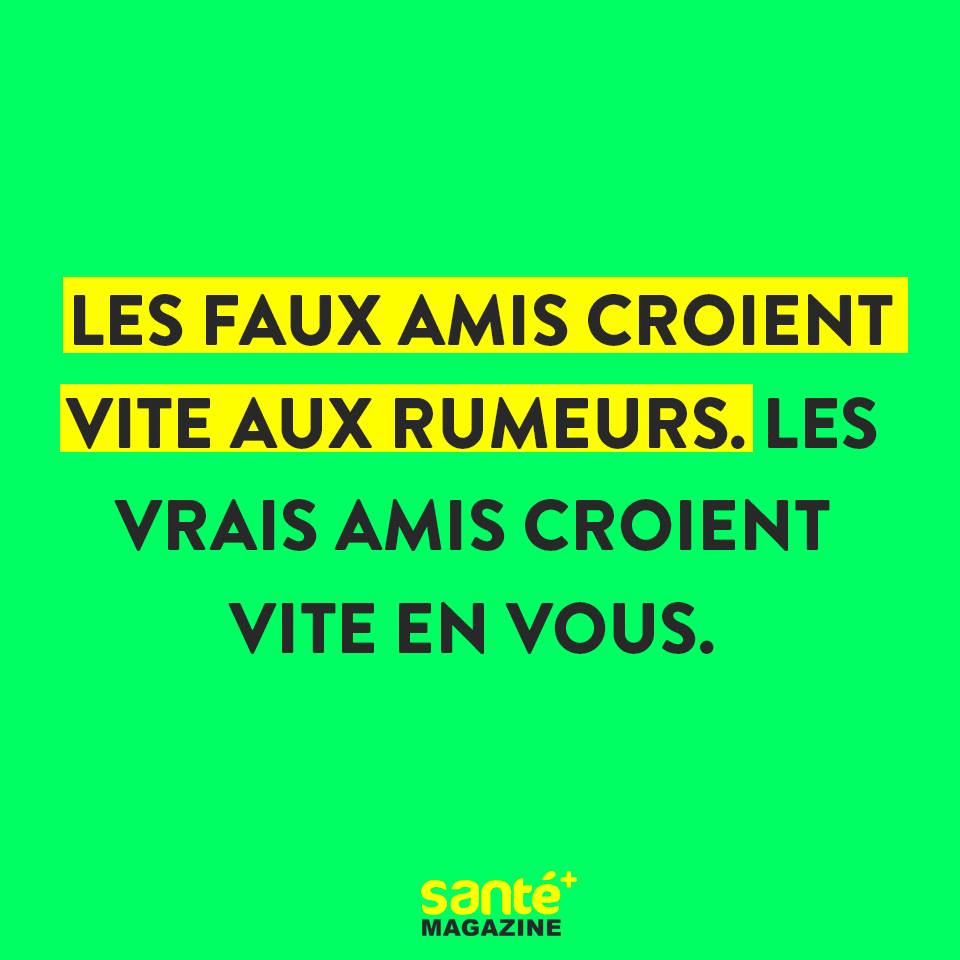 LES FAUX AMIS CROIENT
VITE AUX RUMEURS. LES
VRAIS AMIS CROIENT
VITE EN VOUS.
santé+
MAGAZINE